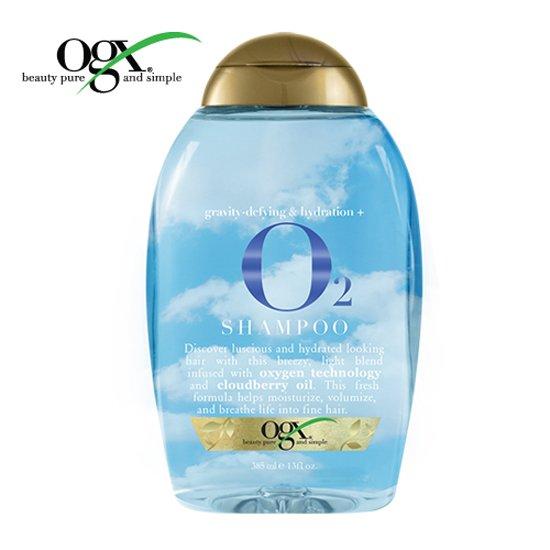 ogx®
beauty pure and simple
gravity-defying & hydration +
O2
SHAMPOO
Discover luscious and hydrated looking
hair with this breezy, light blend
infused with oxygen technology
and cloudberry oil. This fresh
formula helps moisturize, volumize,
and breathe life into fine hair.
ogx®
beauty pure and simple
385 ml ℮ 13fl oz.